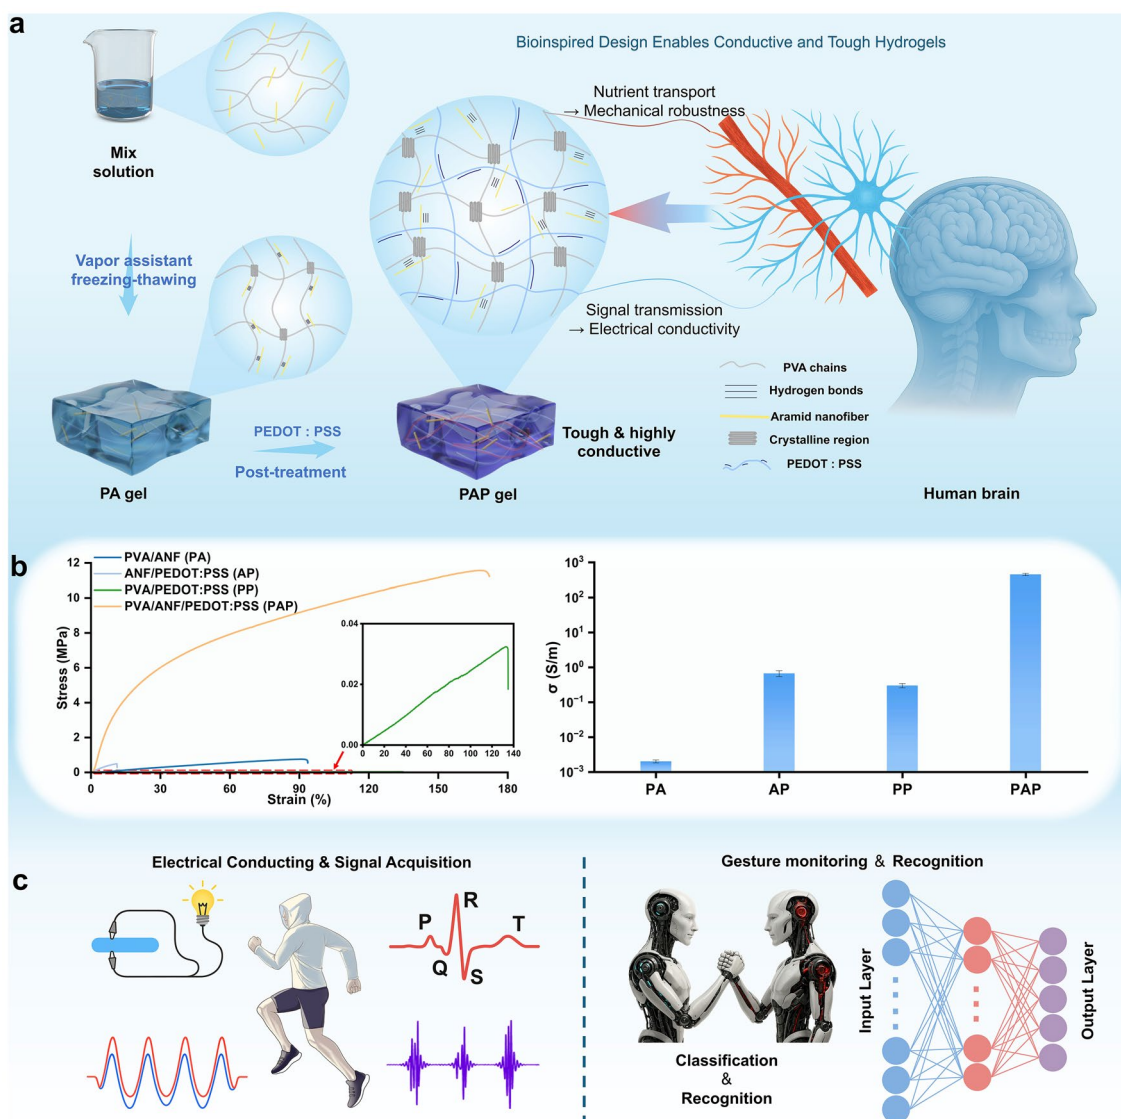 a
Bioinspired Design Enables Conductive and Tough Hydrogels
Nutrient transport
→ Mechanical robustness
Mix
solution
Vapor assistant
freezing-thawing
Signal transmission
→ Electrical conductivity
PVA chains
Hydrogen bonds
Aramid nanofiber
Crystalline region
PEDOT : PSS
PEDOT : PSS
Post-treatment
Tough & highly
conductive
PA gel
PAP gel
Human brain
b
PVA/ANF (PA)
ANF/PEDOT:PSS (AP)
PVA/PEDOT:PSS (PP)
PVA/ANF/PEDOT:PSS (PAP)
Stress (MPa)
12
10
8
6
4
2
0
0 30 60 90 120 150 180
Strain (%)
0.04
0.02
0.00
0 20 40 60 80 100 120 140
σ (S/m)
10³
10²
10¹
10⁰
10⁻¹
10⁻²
10⁻³
PA AP PP PAP
c
Electrical Conducting & Signal Acquisition
P
R
T
Q
S
Gesture monitoring & Recognition
Classification
&
Recognition
Input Layer
Output Layer